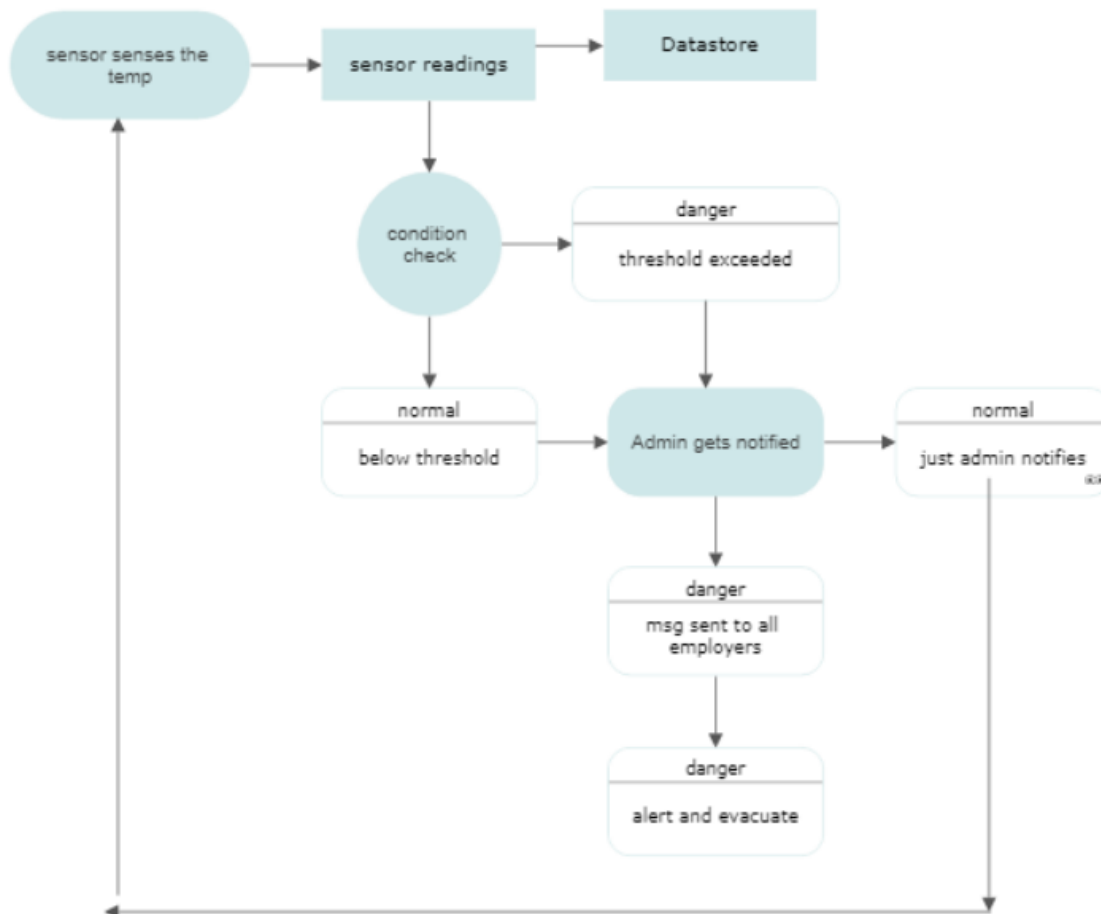 sensor senses the
temp
sensor readings
Datastore
condition
check
danger
threshold exceeded
normal
below threshold
Admin gets notified
normal
just admin notifies
danger
msg sent to all
employers
danger
alert and evacuate